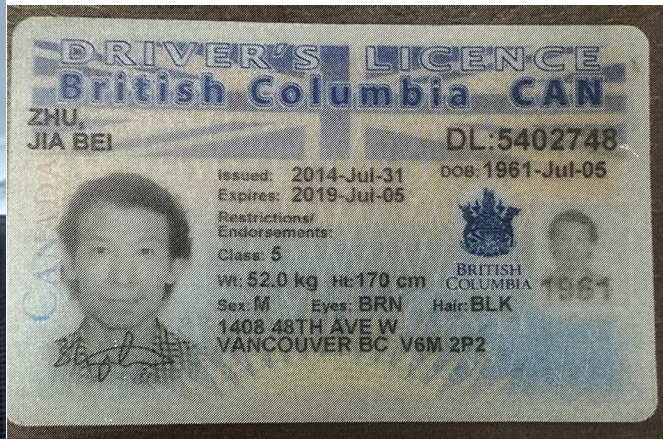 DRIVER'S LICENCE
British Columbia CAN
ZHU,
JIA BEI
DL:5402748
Issued: 2014-Jul-31
DOB: 1961-Jul-05
Expires: 2019-Jul-05
Restrictions/
Endorsements:
Class: 5
Wt: 52.0 kg Ht: 170 cm
BRITISH
COLUMBIA
1961
Sex: M Eyes: BRN Hair: BLK
1408 48TH AVE W
VANCOUVER BC V6M 2P2
CANADA